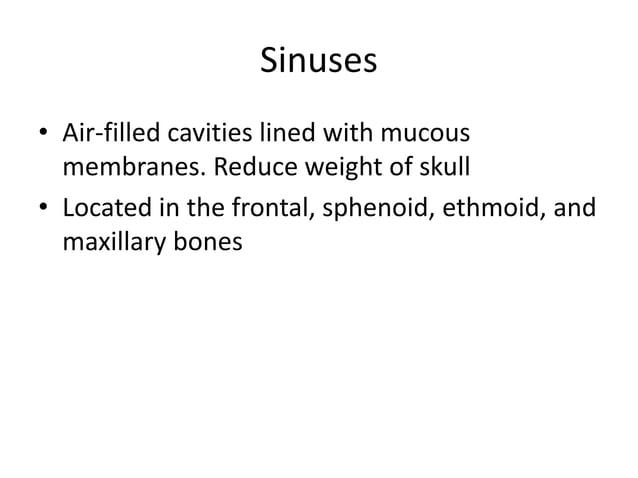 Sinuses
• Air-filled cavities lined with mucous
membranes. Reduce weight of skull
• Located in the frontal, sphenoid, ethmoid, and
maxillary bones